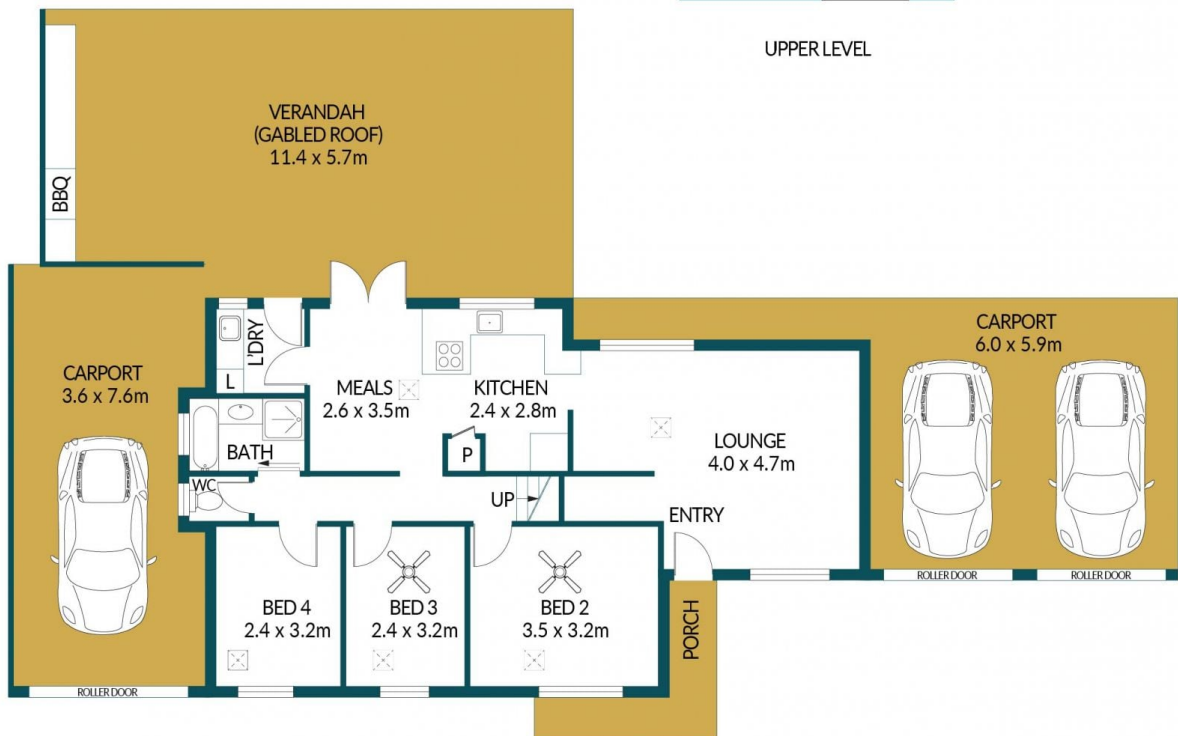 UPPER LEVEL
VERANDAH
(GABLED ROOF)
11.4 x 5.7m
BBQ
CARPORT
3.6 x 7.6m
L'DRY
L
MEALS
2.6 x 3.5m
KITCHEN
2.4 x 2.8m
P
BATH
WC
UP
LOUNGE
4.0 x 4.7m
ENTRY
CARPORT
6.0 x 5.9m
ROLLER DOOR
ROLLER DOOR
BED 4
2.4 x 3.2m
BED 3
2.4 x 3.2m
BED 2
3.5 x 3.2m
PORCH
ROLLER DOOR